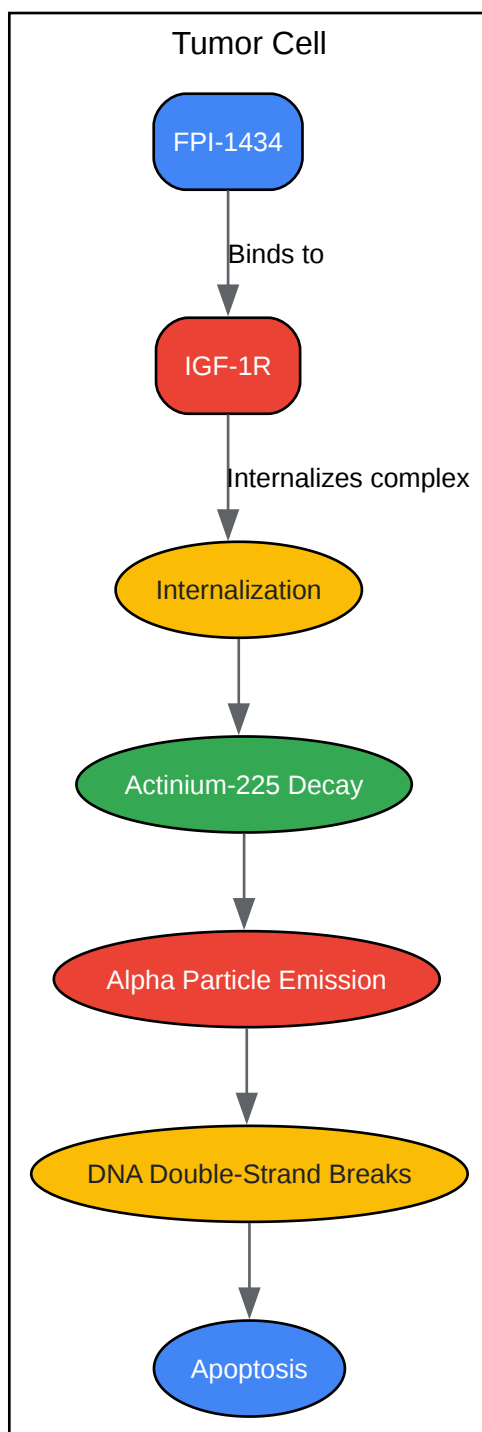 Tumor Cell
FPI-1434
Binds to
IGF-1R
Internalizes complex
Internalization
Actinium-225 Decay
Alpha Particle Emission
DNA Double-Strand Breaks
Apoptosis